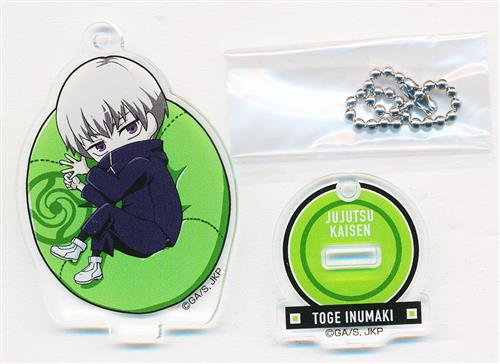 ©GA/S, JKP
JUJUTSU
KAISEN
TOGE INUMAKI
©GA/S, JKP